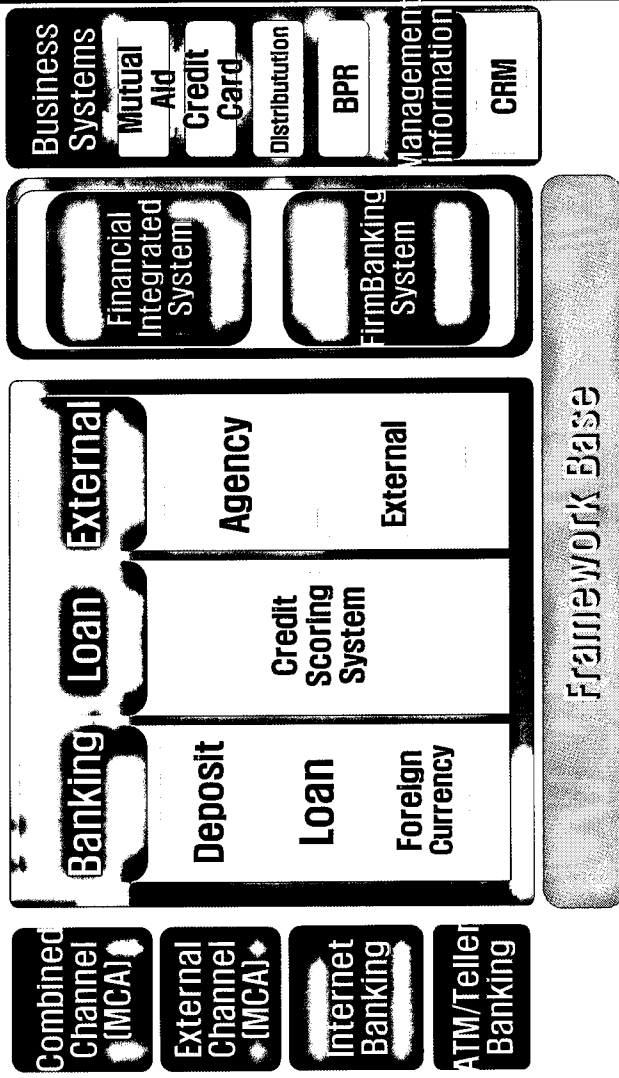 Combined
Channel
(MCA)
External
Channel
(MCA)
Internet
Banking
ATM/Teller
Banking
Banking
Deposit
Loan
Foreign
Currency
Loan
Credit
Scoring
System
External
Agency
External
Financial
Integrated
System
FirmBanking
System
Business
Systems
Mutual
Aid
Credit
Card
Distributution
BPR
Management
Information
CRM
Framework Base